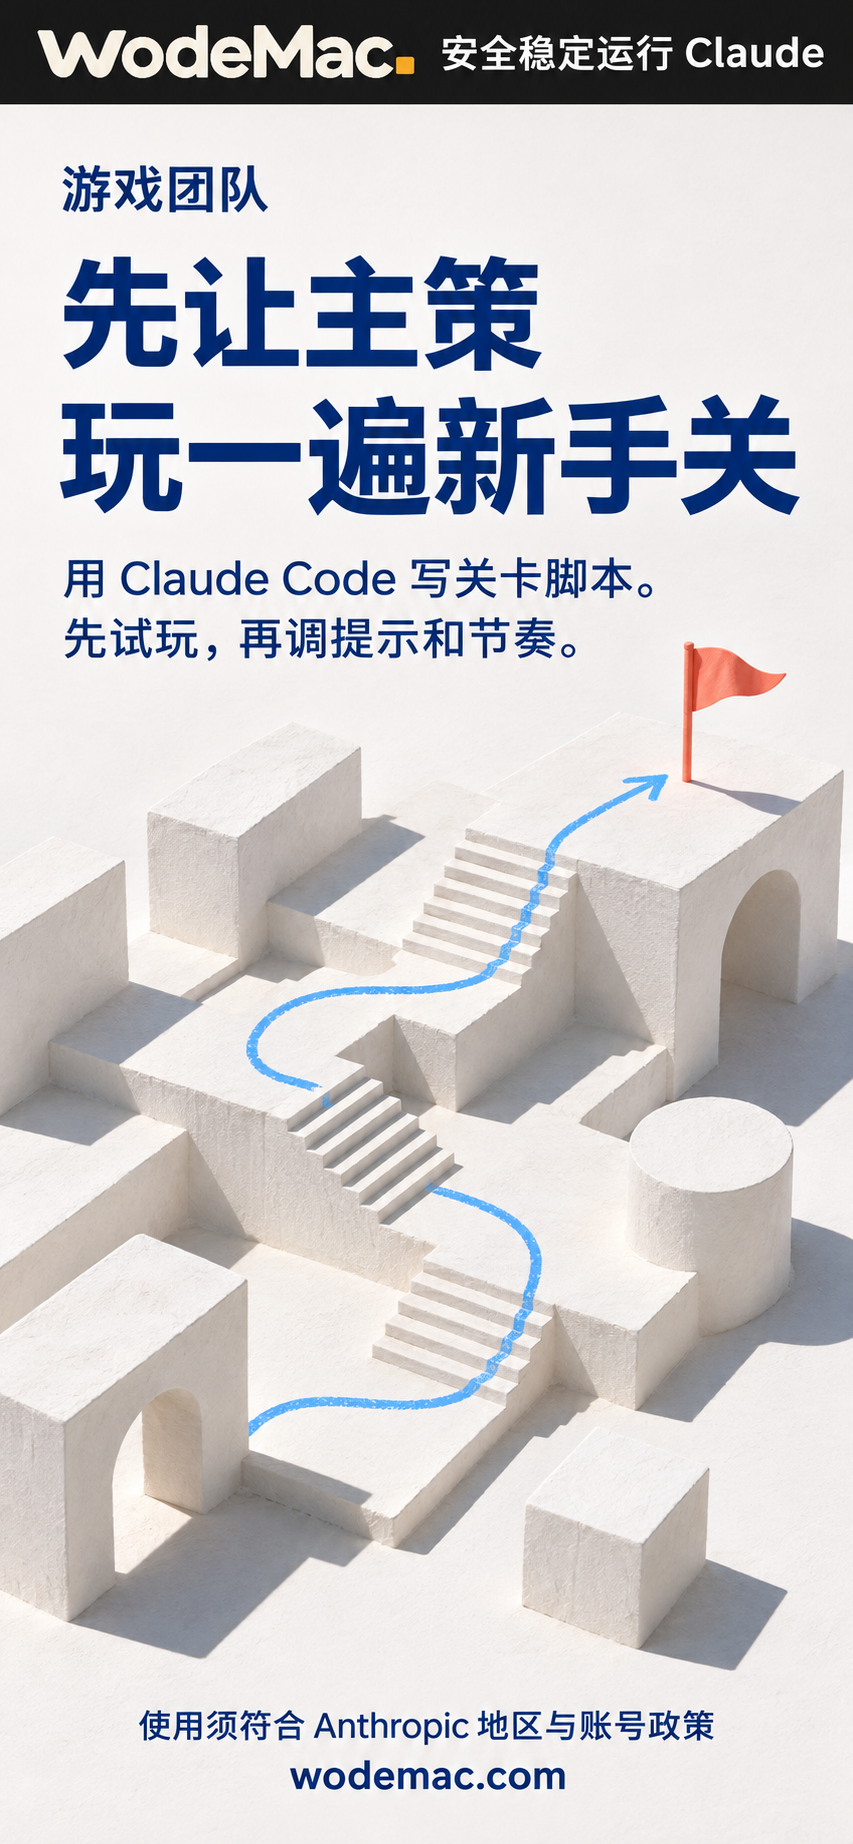 WodeMac. 安全稳定运行 Claude
游戏团队
先让主策
玩一遍新手关
用 Claude Code 写关卡脚本。
先试玩，再调提示和节奏。
使用须符合 Anthropic 地区与账号政策
wodemac.com